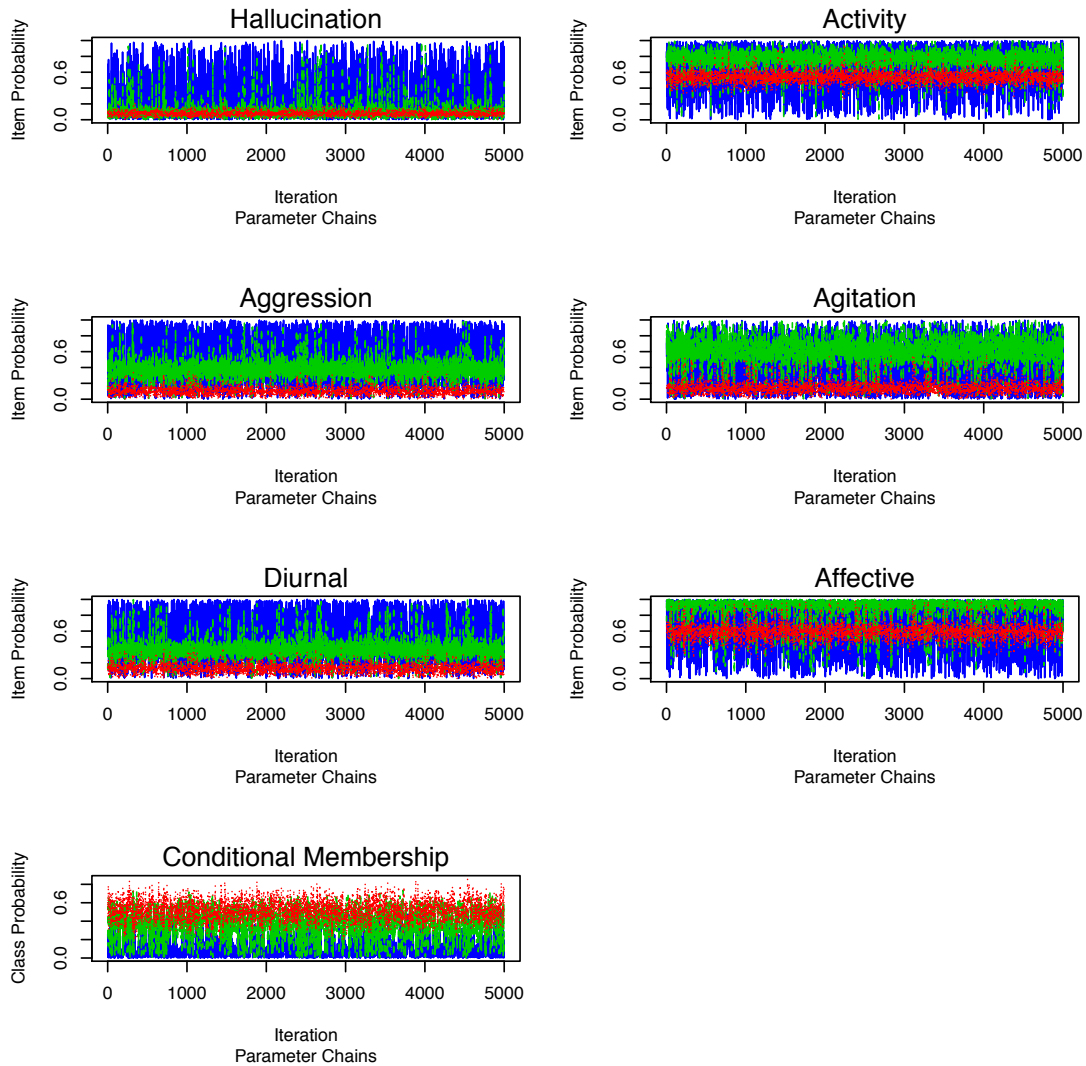 Hallucination
Item Probability
0.0 0.6
0 1000 2000 3000 4000 5000
Iteration
Parameter Chains
Activity
Item Probability
0.0 0.6
0 1000 2000 3000 4000 5000
Iteration
Parameter Chains
Aggression
Item Probability
0.0 0.6
0 1000 2000 3000 4000 5000
Iteration
Parameter Chains
Agitation
Item Probability
0.0 0.6
0 1000 2000 3000 4000 5000
Iteration
Parameter Chains
Diurnal
Item Probability
0.0 0.6
0 1000 2000 3000 4000 5000
Iteration
Parameter Chains
Affective
Item Probability
0.0 0.6
0 1000 2000 3000 4000 5000
Iteration
Parameter Chains
Conditional Membership
Class Probability
0.0 0.6
0 1000 2000 3000 4000 5000
Iteration
Parameter Chains